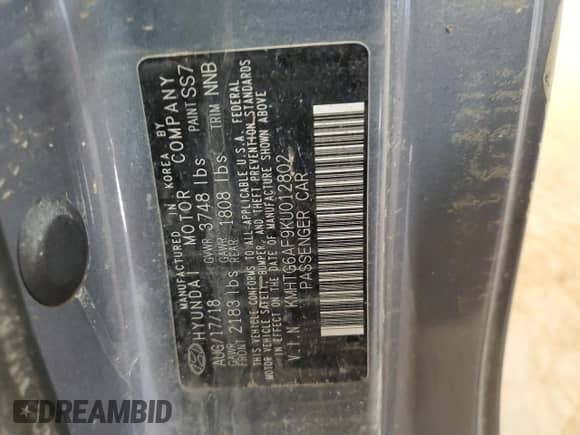 MANUFACTURED IN KOREA BY
HYUNDAI MOTOR COMPANY
AUG/17/18 GVWR 3748 lbs PAINT SS7
GAWR FRONT 2183 lbs GAWR REAR 1808 lbs TRIM NNB
THIS VEHICLE CONFORMS TO ALL APPLICABLE U.S.A. FEDERAL
MOTOR VEHICLE SAFETY, BUMPER, AND THEFT PREVENTION STANDARDS
IN EFFECT ON THE DATE OF MANUFACTURE SHOWN ABOVE
V.I.N. KMHTG6AF9KU012802
PASSENGER CAR
DREAMBID